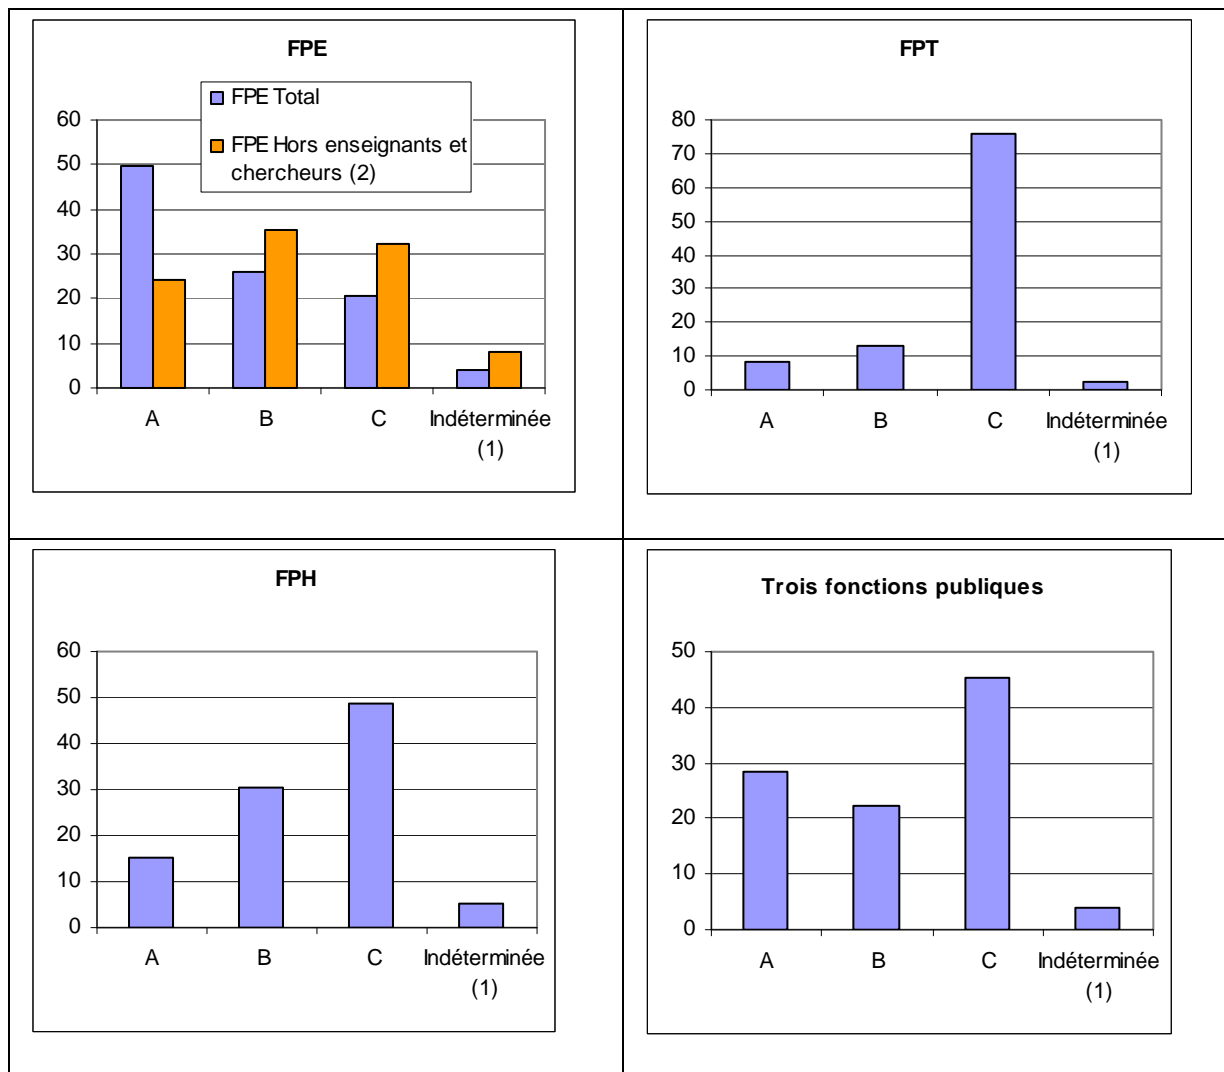 FPE
FPE Total
FPE Hors enseignants et
chercheurs (2)
60
50
40
30
20
10
0
A
B
C
Indéterminée
(1)
FPT
80
70
60
50
40
30
20
10
0
A
B
C
Indéterminée
(1)
FPH
60
50
40
30
20
10
0
A
B
C
Indéterminée
(1)
Trois fonctions publiques
50
40
30
20
10
0
A
B
C
Indéterminée
(1)